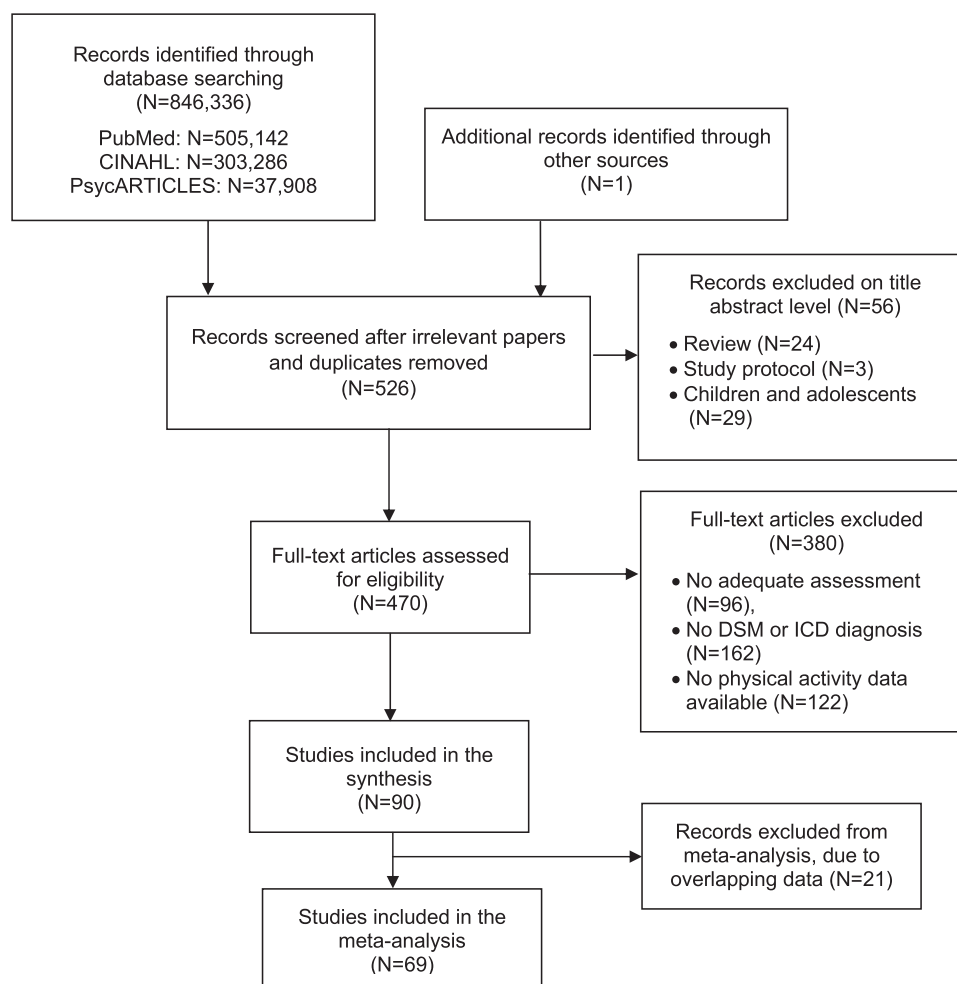 Records identified through
database searching
(N=846,336)
PubMed: N=505,142
CINAHL: N=303,286
PsycARTICLES: N=37,908
Additional records identified through
other sources
(N=1)
Records screened after irrelevant papers
and duplicates removed
(N=526)
Records excluded on title
abstract level (N=56)
• Review (N=24)
• Study protocol (N=3)
• Children and adolescents
(N=29)
Full-text articles assessed
for eligibility
(N=470)
Full-text articles excluded
(N=380)
• No adequate assessment
(N=96),
• No DSM or ICD diagnosis
(N=162)
• No physical activity data
available (N=122)
Studies included in the
synthesis
(N=90)
Records excluded from
meta-analysis, due to
overlapping data (N=21)
Studies included in the
meta-analysis
(N=69)